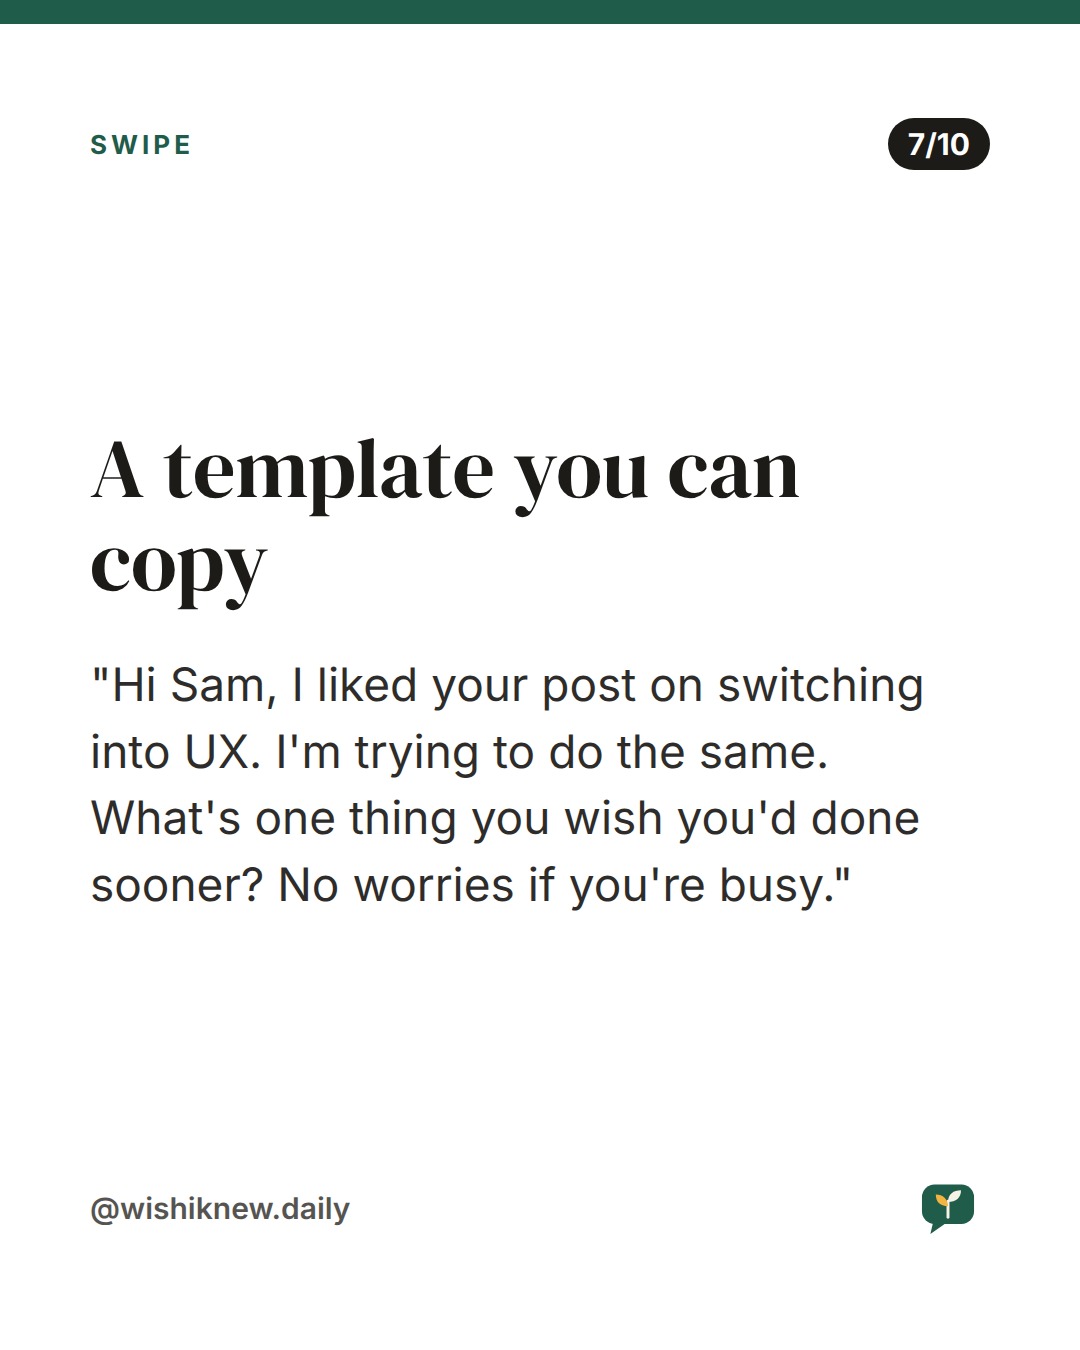 SWIPE
7/10
A template you can
copy
"Hi Sam, I liked your post on switching
into UX. I'm trying to do the same.
What's one thing you wish you'd done
sooner? No worries if you're busy."
@wishiknew.daily